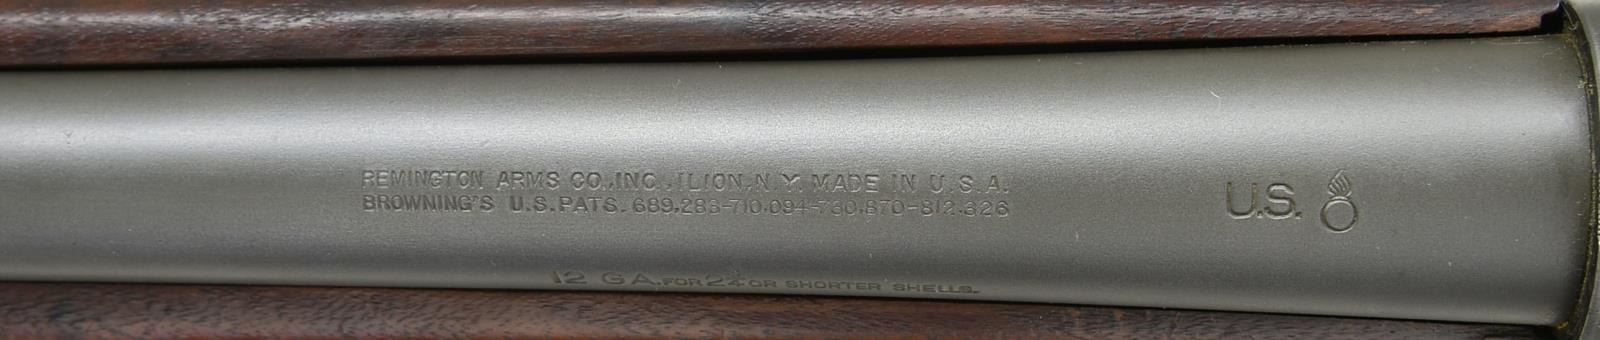 REMINGTON ARMS CO., INC., ILION, N.Y. MADE IN U.S.A.
BROWNING'S U.S. PATS. 689,283-710,094-730,870-812,326
U.S.
12 GA. FOR 2¾ OR SHORTER SHELLS.